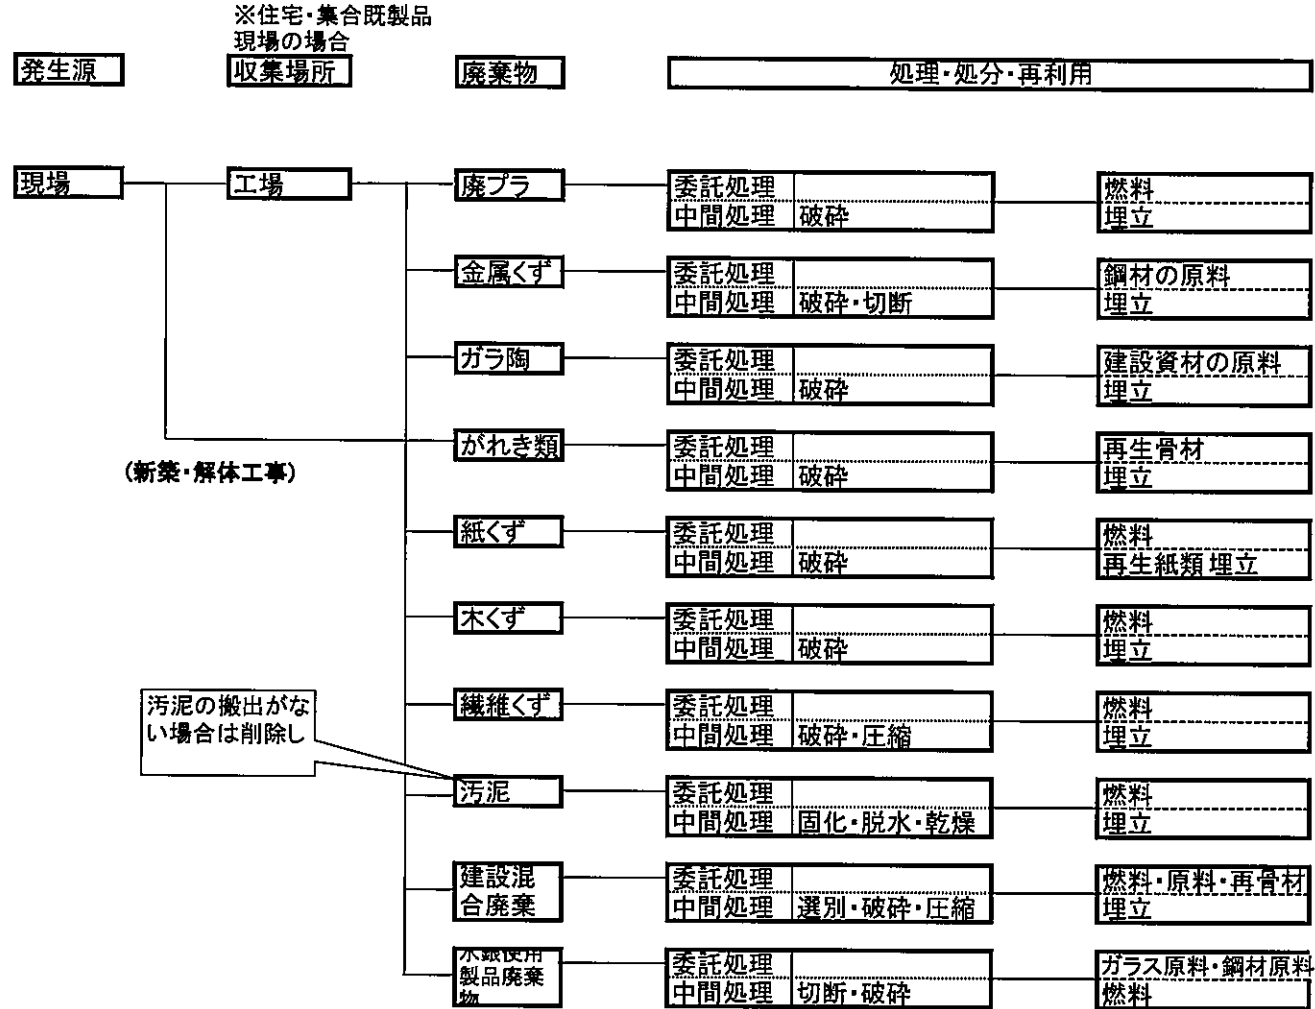 ※住宅・集合既製品
現場の場合
発生源
収集場所
廃棄物
処理・処分・再利用
現場
工場
廃プラ
委託処理
中間処理 破砕
燃料
埋立
金属くず
委託処理
中間処理 破砕・切断
鋼材の原料
埋立
ガラ陶
委託処理
中間処理 破砕
建設資材の原料
埋立
がれき類
委託処理
中間処理 破砕
再生骨材
埋立
(新築・解体工事)
紙くず
委託処理
中間処理 破砕
燃料
再生紙類 埋立
木くず
委託処理
中間処理 破砕
燃料
埋立
繊維くず
委託処理
中間処理 破砕・圧縮
燃料
埋立
汚泥の搬出がな
い場合は削除し
汚泥
委託処理
中間処理 固化・脱水・乾燥
燃料
埋立
建設混
合廃棄
委託処理
中間処理 選別・破砕・圧縮
燃料・原料・再骨材
埋立
水銀使用
製品廃棄
物
委託処理
中間処理 切断・破砕
ガラス原料・鋼材原料
燃料